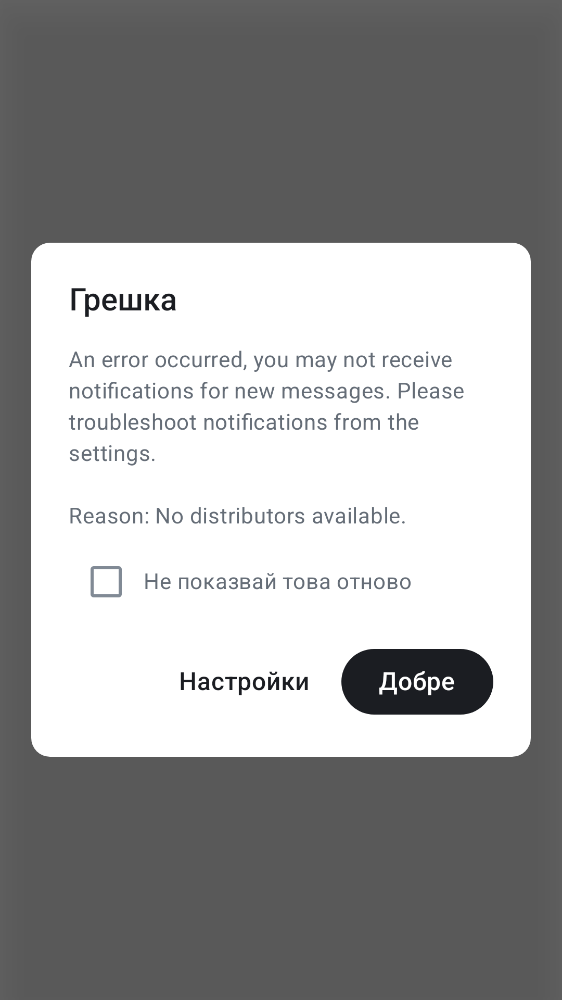 Грешка
An error occurred, you may not receive
notifications for new messages. Please
troubleshoot notifications from the
settings.
Reason: No distributors available.
Не показвай това отново
Настройки
Добре